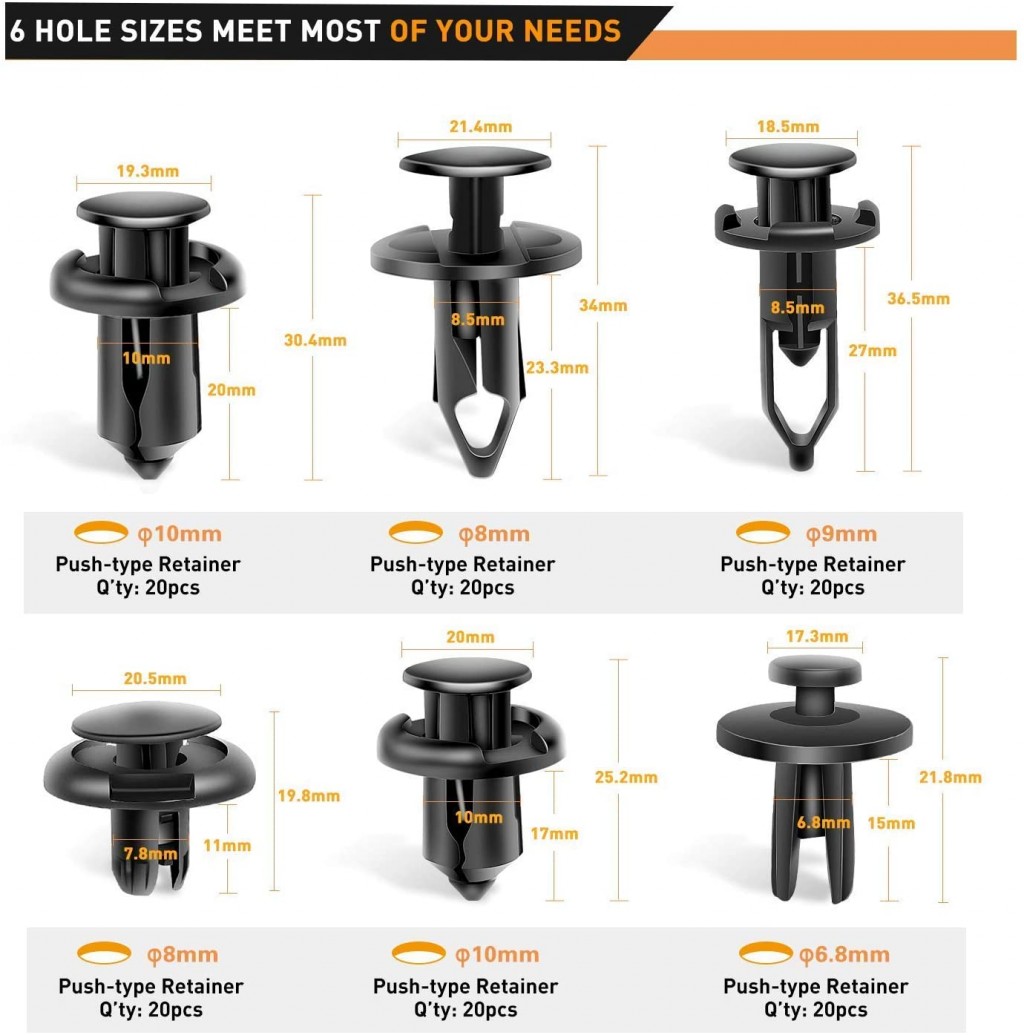 6 HOLE SIZES MEET MOST OF YOUR NEEDS
19.3mm
10mm
20mm
30.4mm
21.4mm
8.5mm
23.3mm
34mm
18.5mm
8.5mm
27mm
36.5mm
φ10mm
Push-type Retainer
Q'ty: 20pcs
φ8mm
Push-type Retainer
Q'ty: 20pcs
φ9mm
Push-type Retainer
Q'ty: 20pcs
20.5mm
7.8mm
11mm
19.8mm
20mm
10mm
17mm
25.2mm
17.3mm
6.8mm
15mm
21.8mm
φ8mm
Push-type Retainer
Q'ty: 20pcs
φ10mm
Push-type Retainer
Q'ty: 20pcs
φ6.8mm
Push-type Retainer
Q'ty: 20pcs